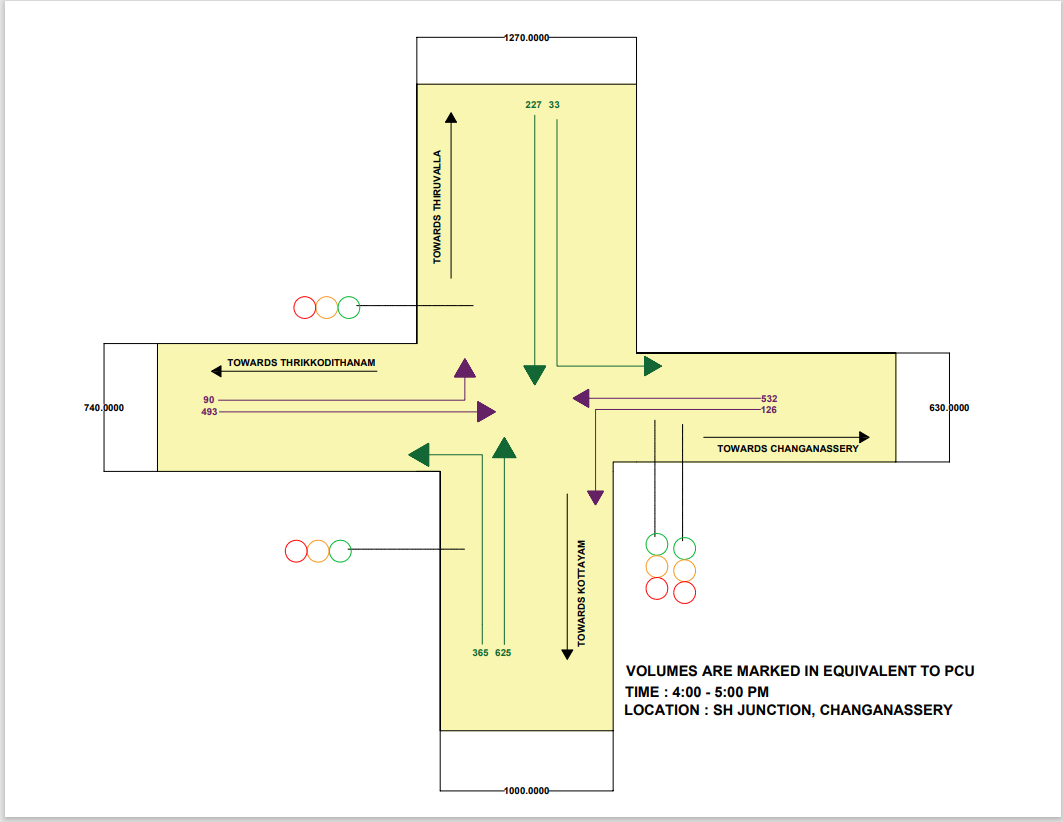 1270.0000
227 33
TOWARDS THIRUVALLA
TOWARDS THRIKKODITHANAM
90
493
740.0000
532
126
630.0000
TOWARDS CHANGANASSERY
TOWARDS KOTTAYAM
365 625
VOLUMES ARE MARKED IN EQUIVALENT TO PCU
TIME : 4:00 - 5:00 PM
LOCATION : SH JUNCTION, CHANGANASSERY
1000.0000